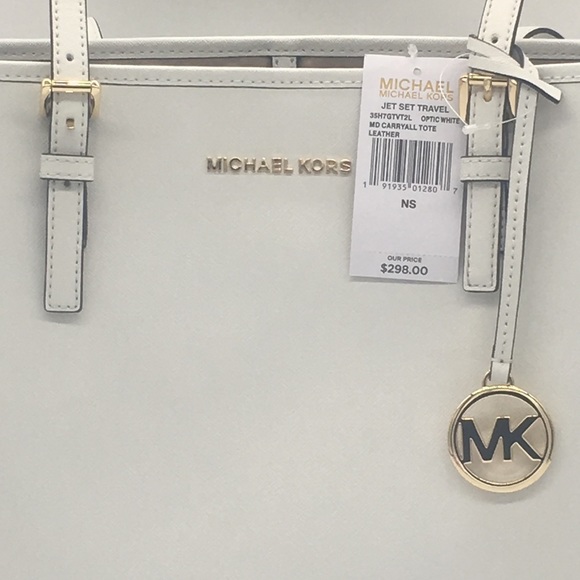 MICHAEL
MICHAEL KORS
JET SET TRAVEL
35H7GTVT2L OPTIC WHITE
MD CARRYALL TOTE
LEATHER
1 91935 01280 7
NS
OUR PRICE
$298.00
MICHAEL KORS
MK